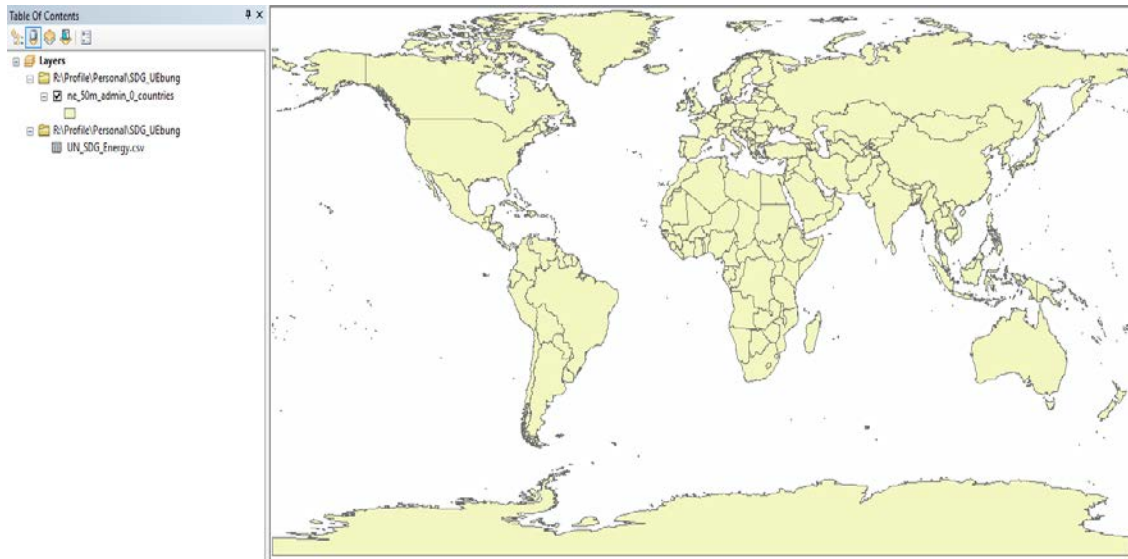 Table Of Contents
Layers
R:\Profile\Personal\SDG_UEbung
ne_50m_admin_0_countries
R:\Profile\Personal\SDG_UEbung
UN_SDG_Energy.csv